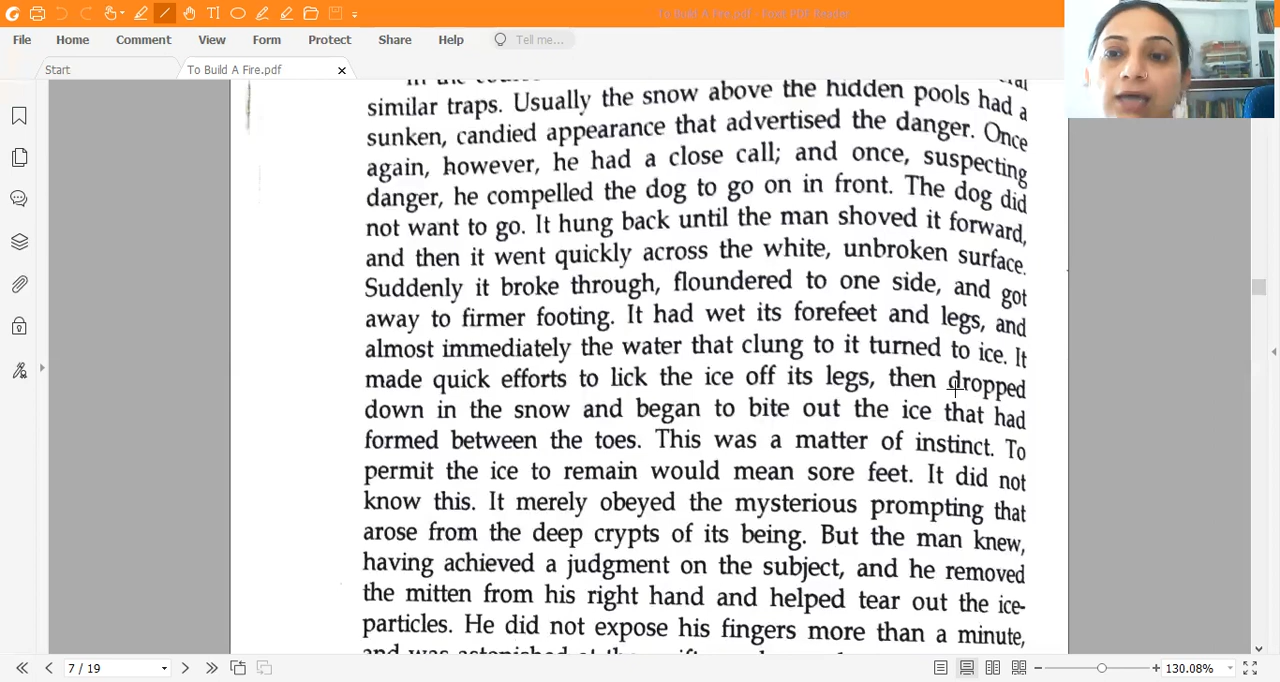 To Build A Fire.pdf - Foxit PDF Reader
File Home Comment View Form Protect Share Help Tell me...
Start To Build A Fire.pdf
similar traps. Usually the snow above the hidden pools had a
sunken, candied appearance that advertised the danger. Once
again, however, he had a close call; and once, suspecting
danger, he compelled the dog to go on in front. The dog did
not want to go. It hung back until the man shoved it forward,
and then it went quickly across the white, unbroken surface.
Suddenly it broke through, floundered to one side, and got
away to firmer footing. It had wet its forefeet and legs, and
almost immediately the water that clung to it turned to ice. It
made quick efforts to lick the ice off its legs, then dropped
down in the snow and began to bite out the ice that had
formed between the toes. This was a matter of instinct. To
permit the ice to remain would mean sore feet. It did not
know this. It merely obeyed the mysterious prompting that
arose from the deep crypts of its being. But the man knew,
having achieved a judgment on the subject, and he removed
the mitten from his right hand and helped tear out the ice-
particles. He did not expose his fingers more than a minute,
7 / 19 130.08%